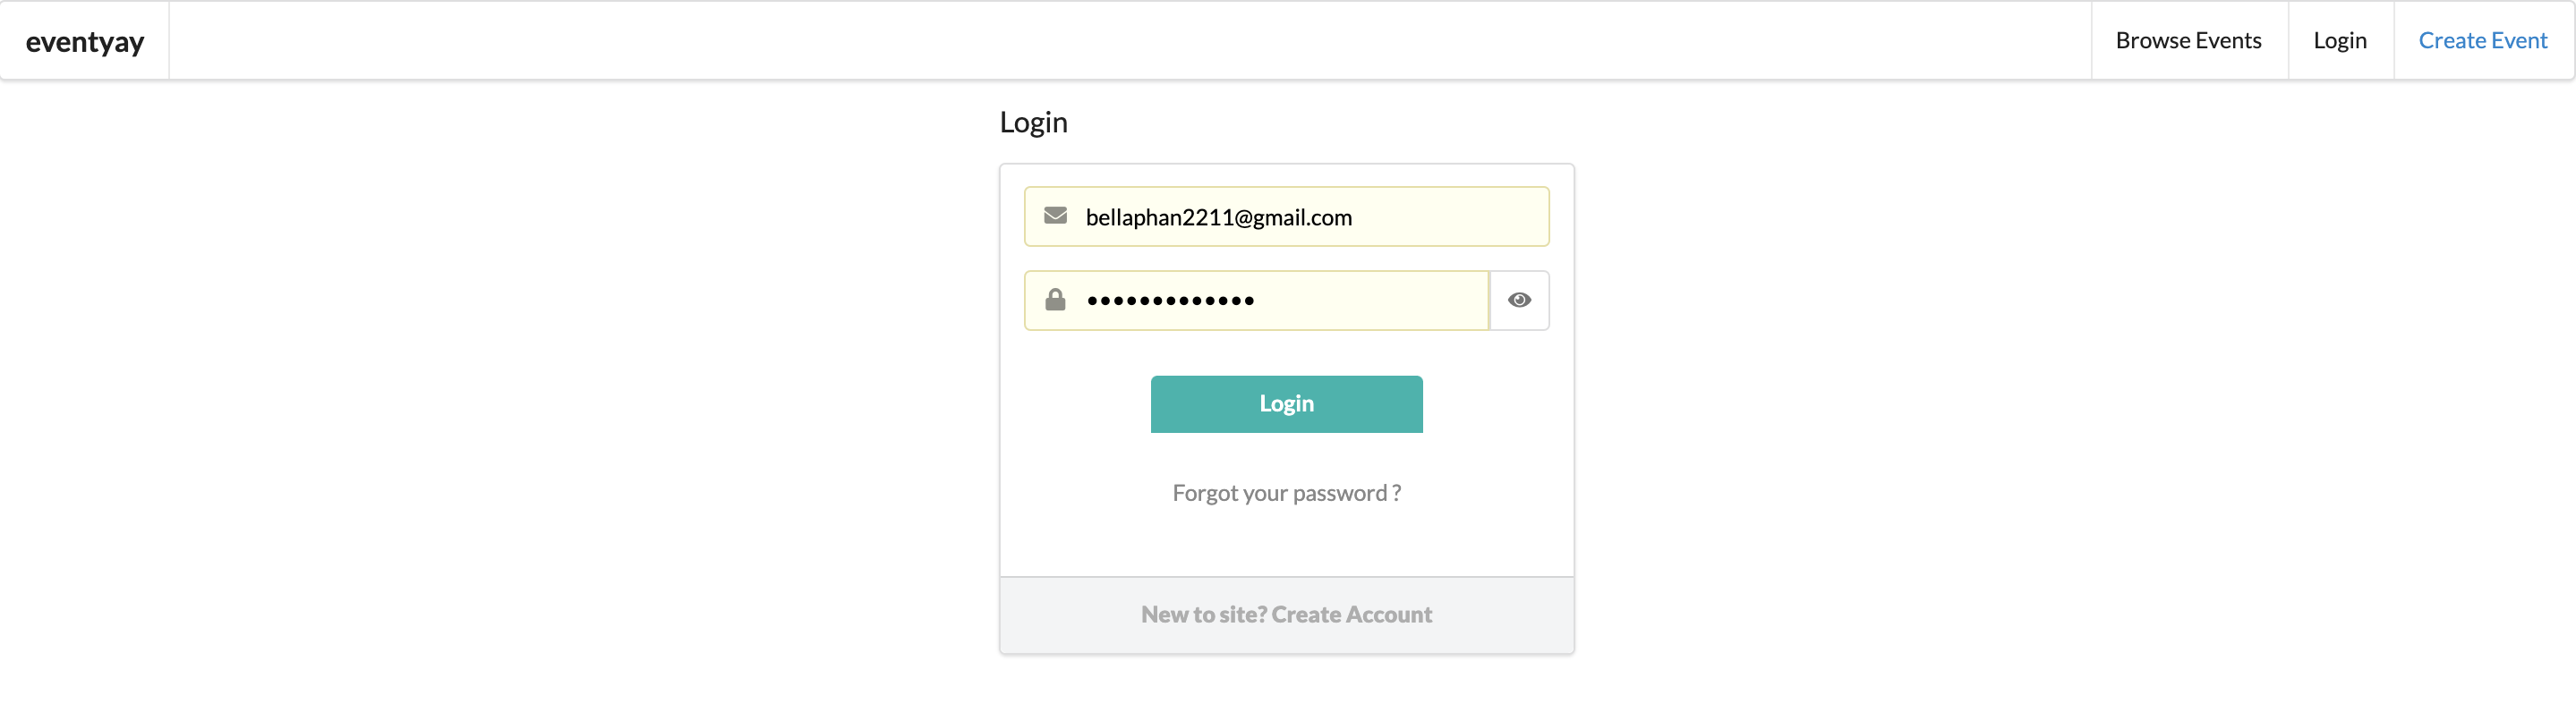 eventyay
Browse Events
Login
Create Event
Login
bellaphan2211@gmail.com
•••••••••••••
Login
Forgot your password ?
New to site? Create Account